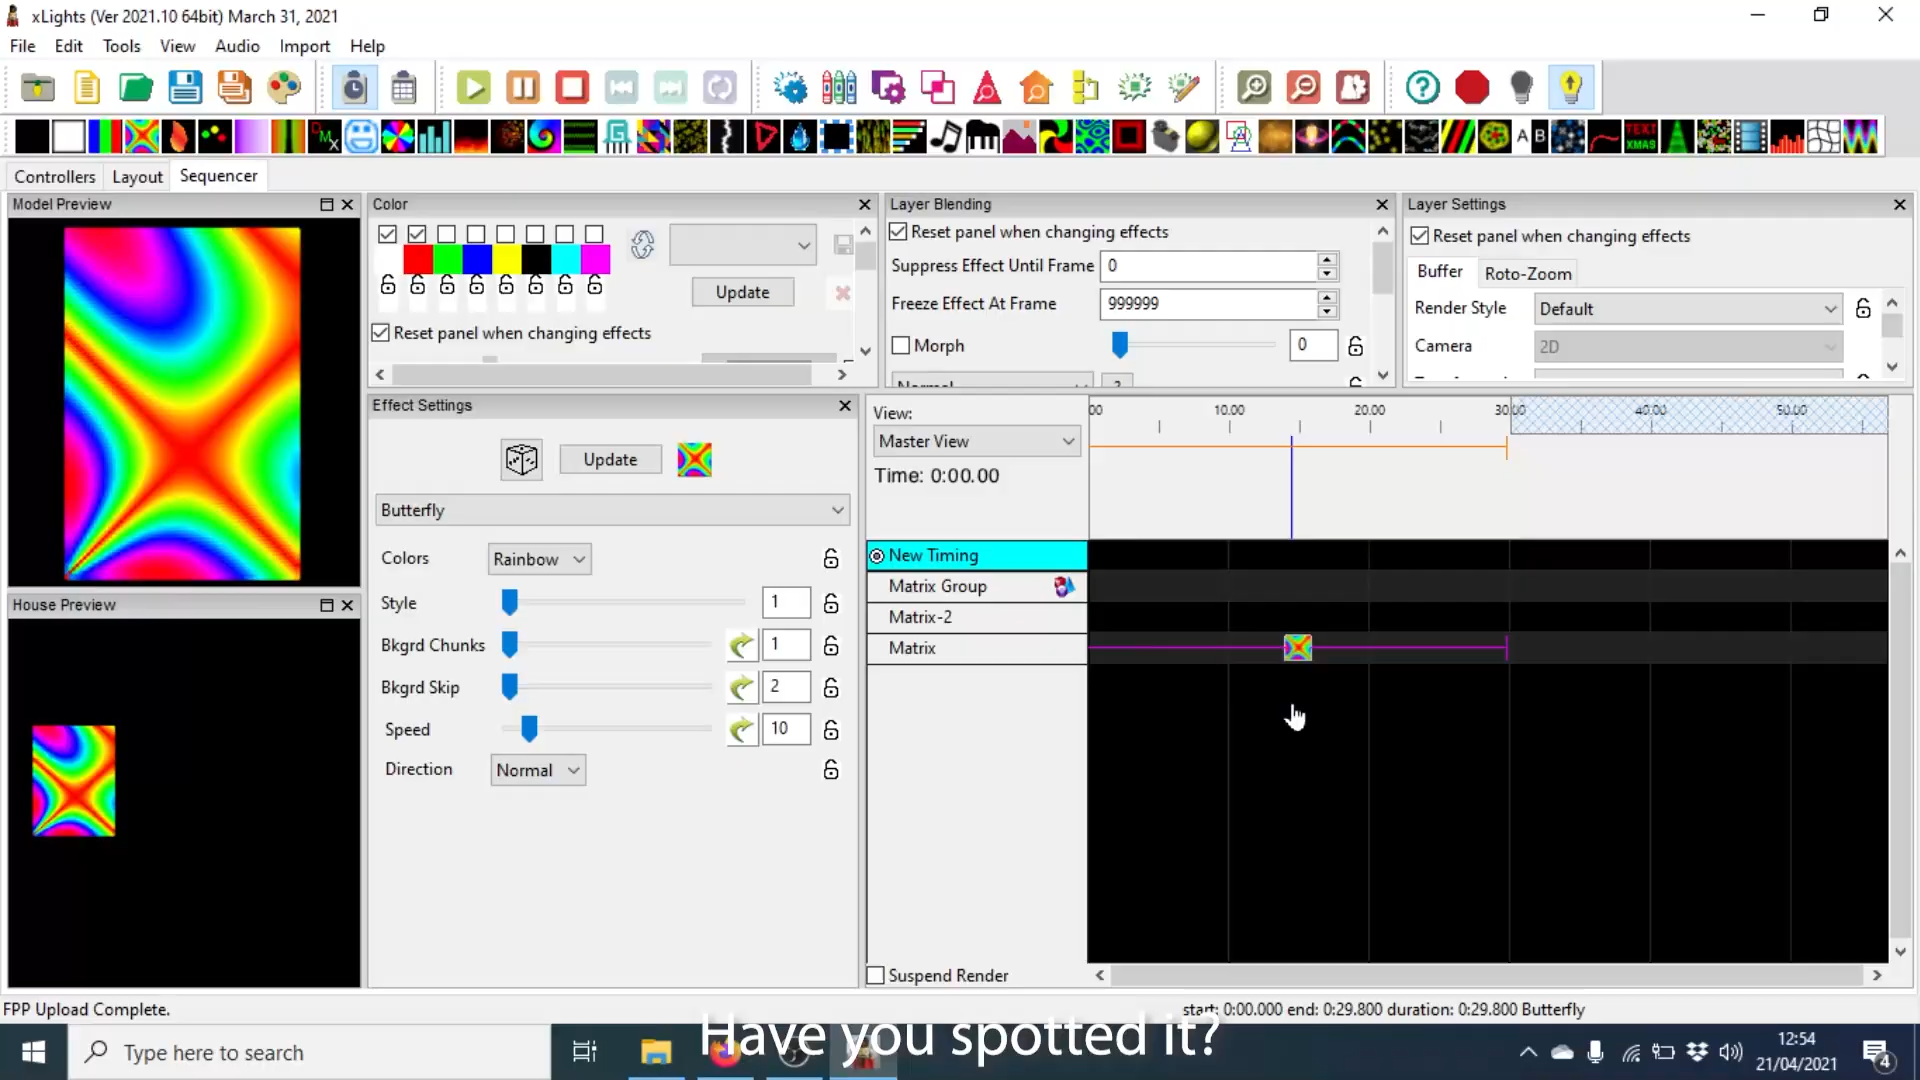 xLights (Ver 2021.10 64bit) March 31, 2021
File Edit Tools View Audio Import Help
DMX
A B
TEXT
XMAS
Controllers Layout Sequencer
Model Preview
Color
Layer Blending
Layer Settings
Reset panel when changing effects
Reset panel when changing effects
Suppress Effect Until Frame 0
Buffer Roto-Zoom
Update
Freeze Effect At Frame 999999
Render Style Default
Reset panel when changing effects
Morph 0
Camera 2D
Effect Settings
View:
00 10.00 20.00 30.00 40.00 50.00
Master View
Update
Time: 0:00.00
Butterfly
Colors Rainbow
New Timing
Matrix Group
Style 1
House Preview
Matrix-2
Bkgrd Chunks 1
Matrix
Bkgrd Skip 2
Speed 10
Direction Normal
Suspend Render
FPP Upload Complete.
start: 0:00.000 end: 0:29.800 duration: 0:29.800 Butterfly
Have you spotted it?
Type here to search
12:54
21/04/2021
4